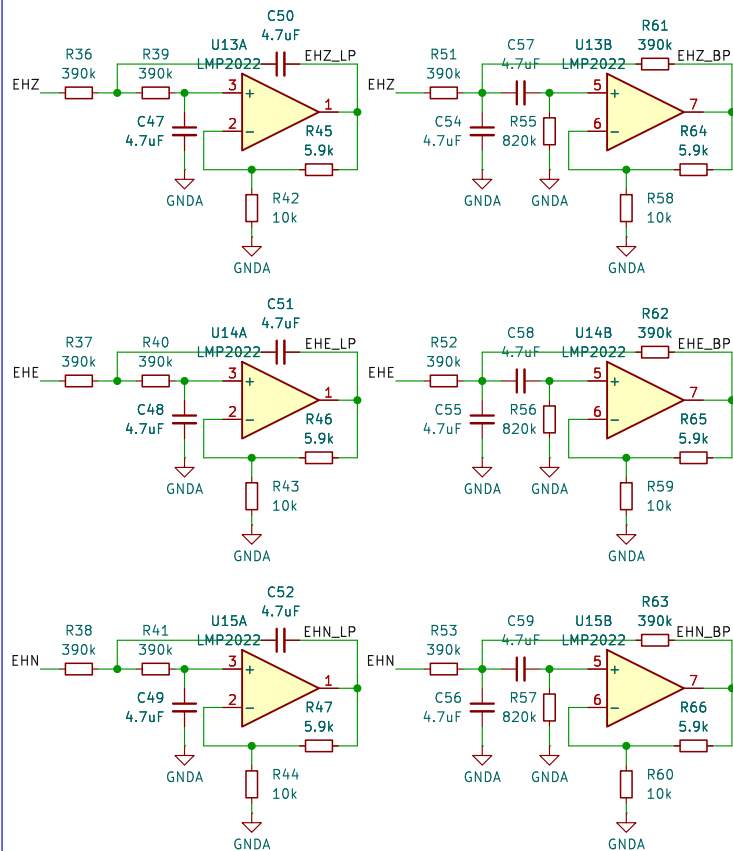 C50
4.7uF
R36
390k
R39
390k
U13A
LMP2022
EHZ_LP
EHZ
3
+
1
2
−
C47
4.7uF
R45
5.9k
GNDA
R42
10k
GNDA
R61
390k
R51
390k
C57
4.7uF
U13B
LMP2022
EHZ_BP
EHZ
5
+
7
6
−
C54
4.7uF
R55
820k
R64
5.9k
GNDA
GNDA
R58
10k
GNDA
C51
4.7uF
R37
390k
R40
390k
U14A
LMP2022
EHE_LP
EHE
3
+
1
2
−
C48
4.7uF
R46
5.9k
GNDA
R43
10k
GNDA
R62
390k
R52
390k
C58
4.7uF
U14B
LMP2022
EHE_BP
EHE
5
+
7
6
−
C55
4.7uF
R56
820k
R65
5.9k
GNDA
GNDA
R59
10k
GNDA
C52
4.7uF
R38
390k
R41
390k
U15A
LMP2022
EHN_LP
EHN
3
+
1
2
−
C49
4.7uF
R47
5.9k
GNDA
R44
10k
GNDA
R63
390k
R53
390k
C59
4.7uF
U15B
LMP2022
EHN_BP
EHN
5
+
7
6
−
C56
4.7uF
R57
820k
R66
5.9k
GNDA
GNDA
R60
10k
GNDA